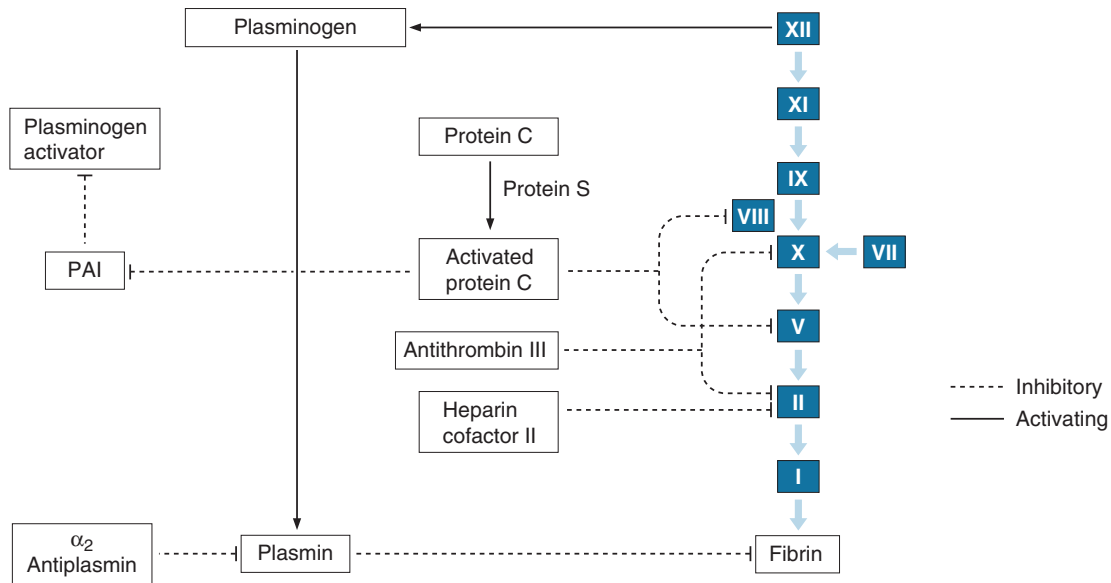 Plasminogen
XII
XI
Plasminogen
activator
Protein C
Protein S
IX
VIII
PAI
Activated
protein C
X
VII
V
Antithrombin III
Heparin
cofactor II
II
Inhibitory
Activating
I
α2
Antiplasmin
Plasmin
Fibrin